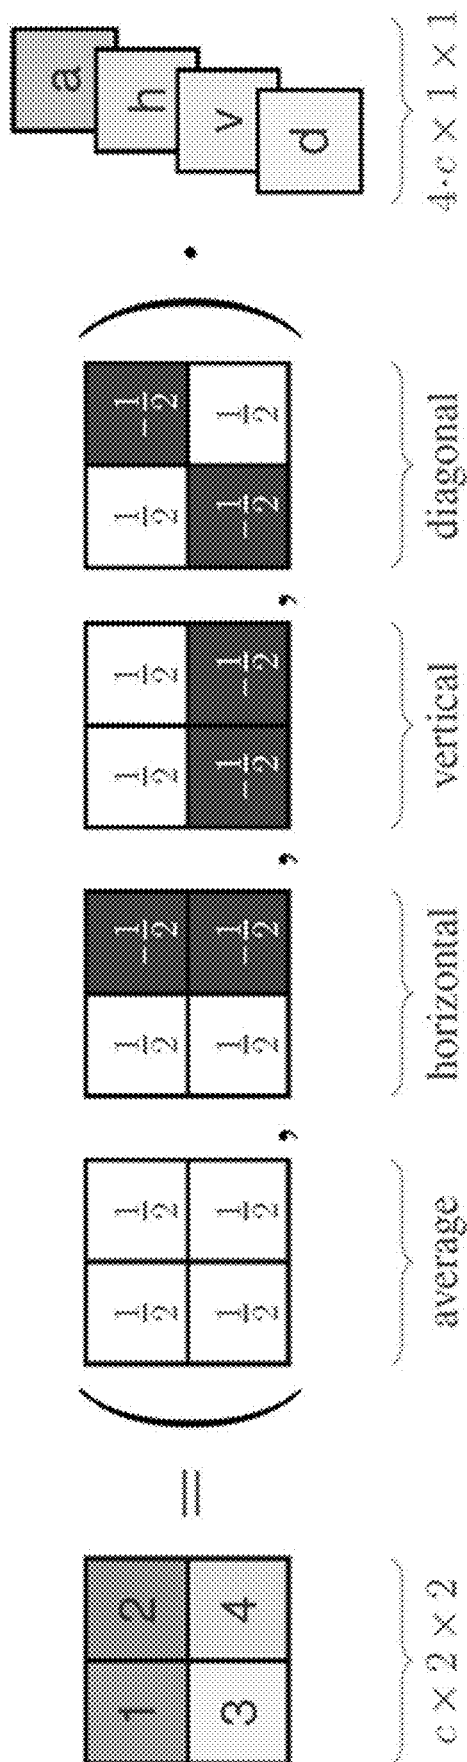 a
1 2 ½ ½ ½ -½ ½ ½ ½ -½ h
= ( , , , ) · v
3 4 ½ ½ ½ -½ -½ -½ -½ ½ d
c × 2 × 2 average horizontal vertical diagonal 4·c × 1 × 1